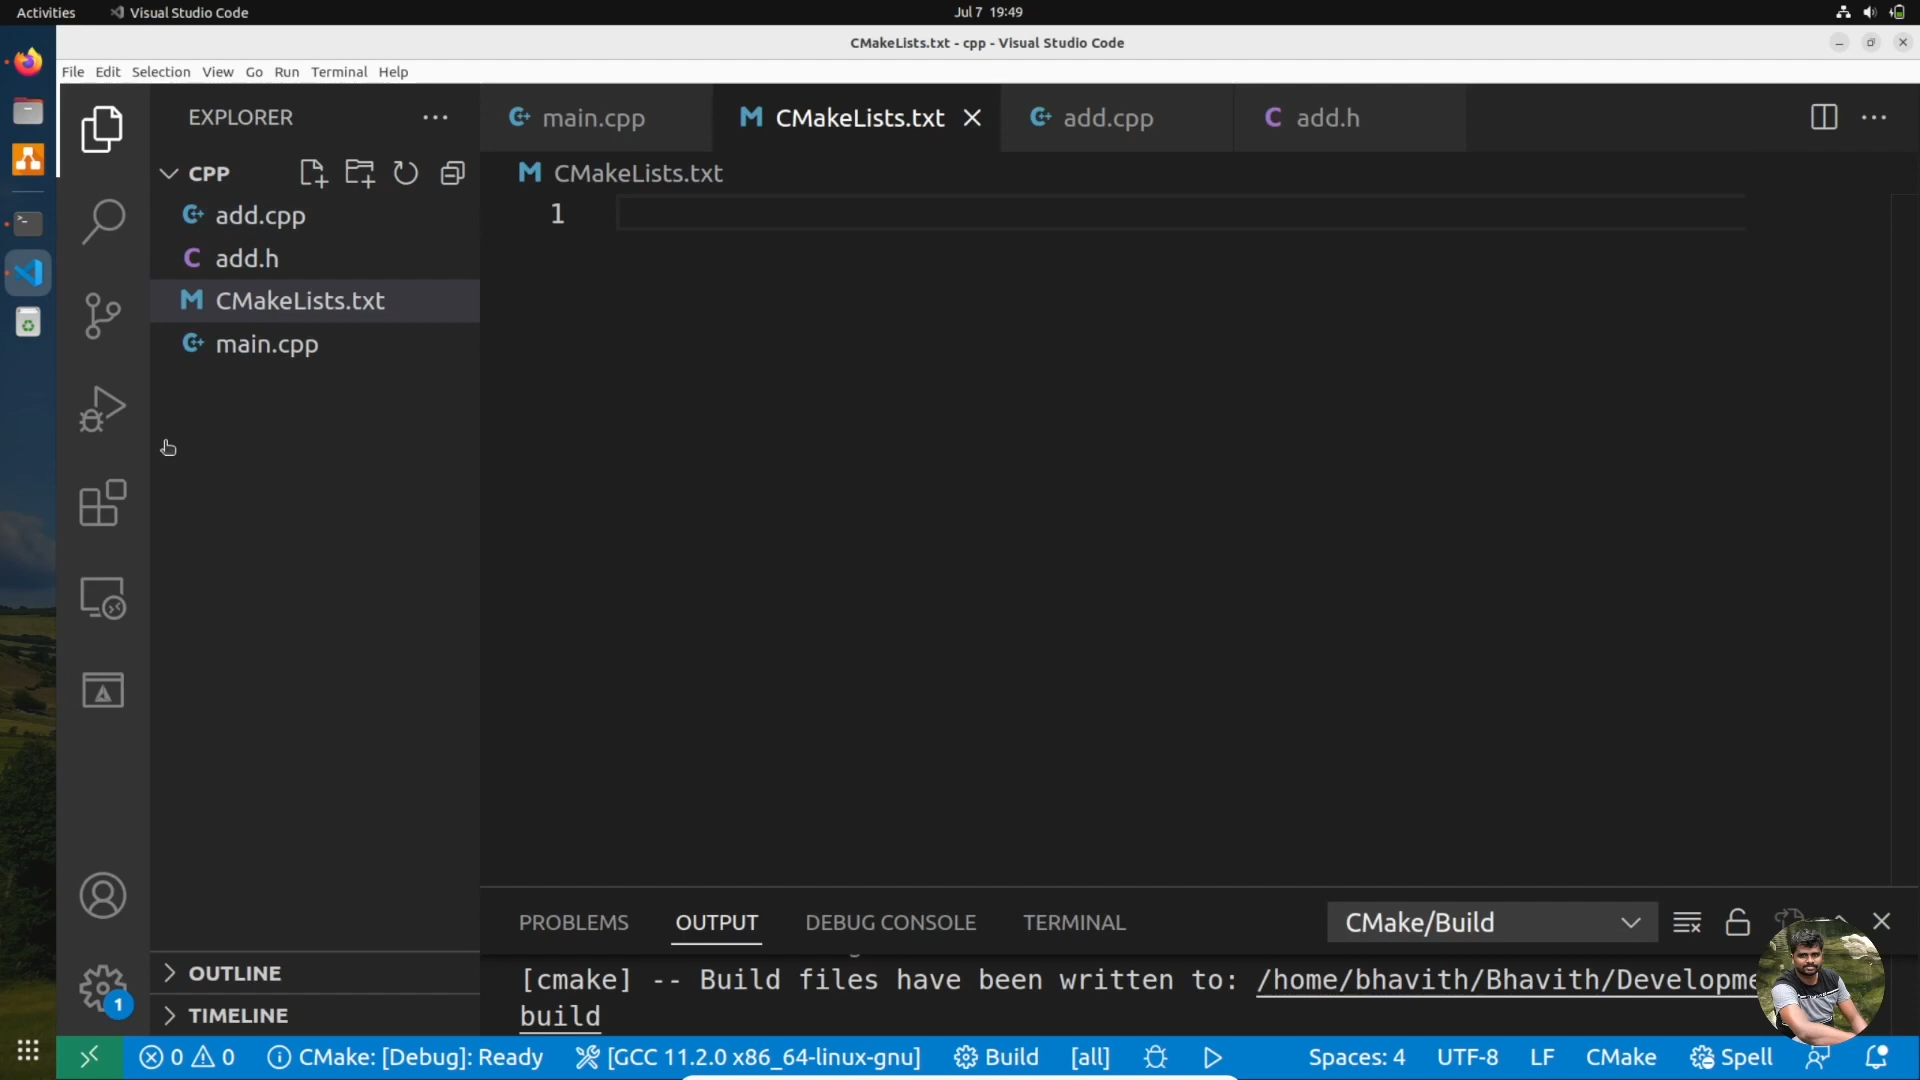 Activities Visual Studio Code Jul 7 19:49
CMakeLists.txt - cpp - Visual Studio Code
File Edit Selection View Go Run Terminal Help
EXPLORER
main.cpp CMakeLists.txt add.cpp add.h
CPP
CMakeLists.txt
1
add.cpp
add.h
CMakeLists.txt
main.cpp
PROBLEMS OUTPUT DEBUG CONSOLE TERMINAL CMake/Build
[cmake] -- Build files have been written to: /home/bhavith/Bhavith/Developme
build
OUTLINE
TIMELINE
1
0 0 CMake: [Debug]: Ready [GCC 11.2.0 x86_64-linux-gnu] Build [all] Spaces: 4 UTF-8 LF CMake Spell